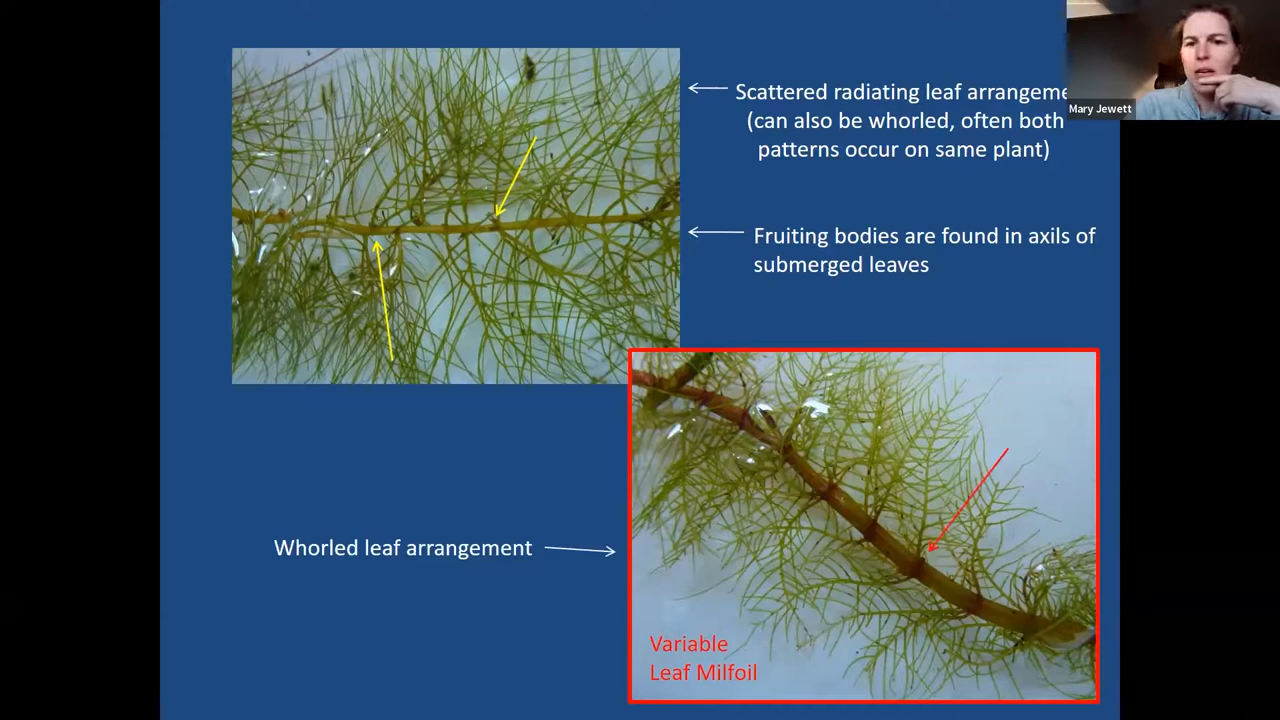 Scattered radiating leaf arrangeme
(can also be whorled, often both
patterns occur on same plant)
Mary Jewett
Fruiting bodies are found in axils of
submerged leaves
Whorled leaf arrangement
Variable
Leaf Milfoil